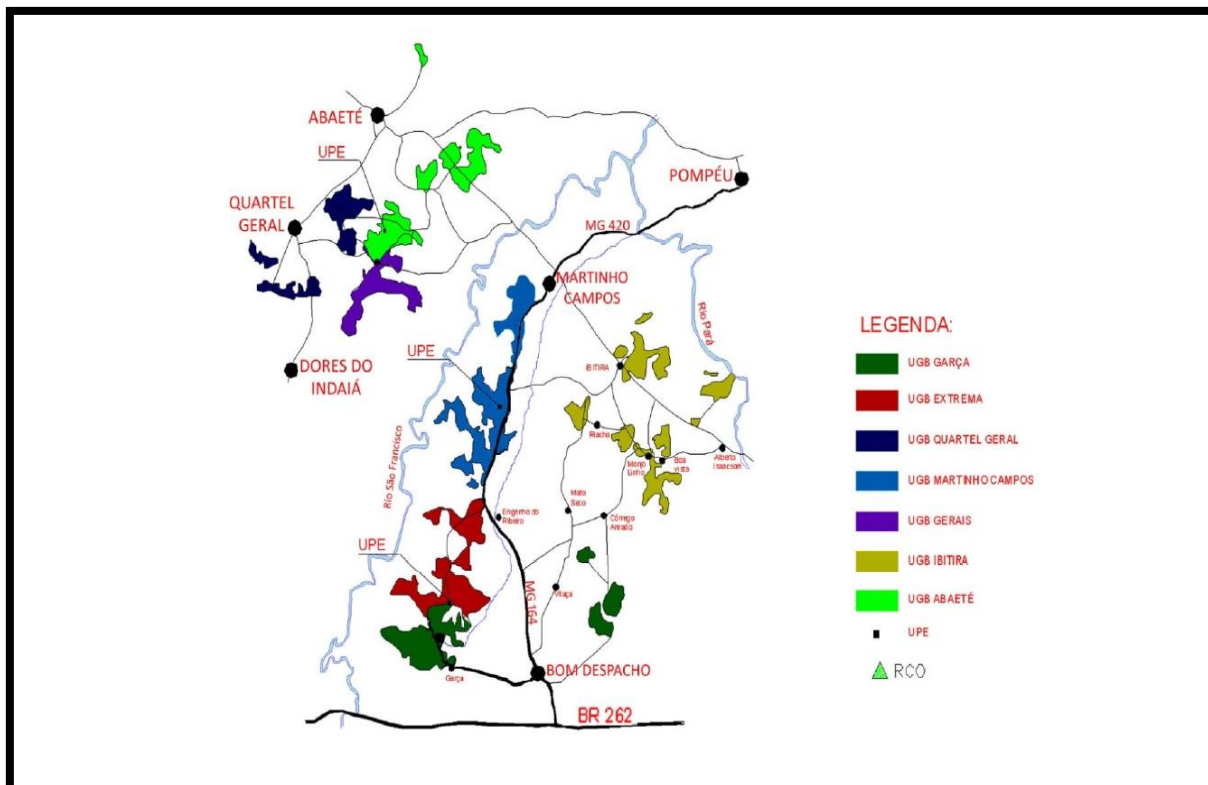 ABAETÉ
UPE
POMPÉU
QUARTEL
GERAL
MG 420
MARTINHO
CAMPOS
Rio Pará
DORES DO
INDAIÁ
UPE
IBITIRA
Riacho
Rio São Francisco
Alberto
Isaacson
Boa
vista
Mato
Seco
Engenho do
Ribeiro
Córrego
Areado
UPE
MG 164
Vilaça
BOM DESPACHO
Garça
BR 262
LEGENDA:
UGB GARÇA
UGB EXTREMA
UGB QUARTEL GERAL
UGB MARTINHO CAMPOS
UGB GERAIS
UGB IBITIRA
UGB ABAETÉ
UPE
RCO